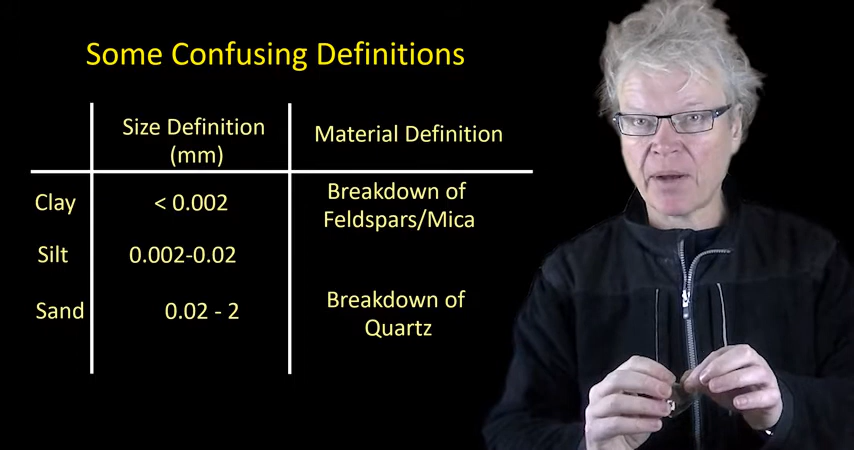 Some Confusing Definitions
Size Definition
(mm)
Material Definition
Clay
< 0.002
Breakdown of
Feldspars/Mica
Silt
0.002-0.02
Sand
0.02 - 2
Breakdown of
Quartz